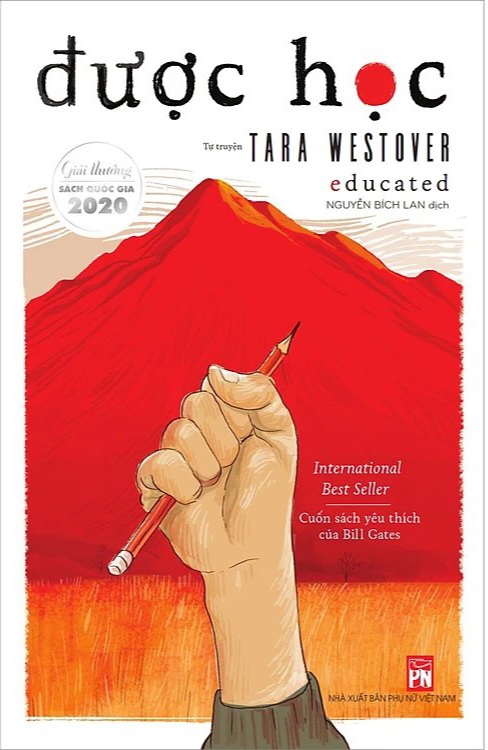 được học
Tự truyện TARA WESTOVER
educated
NGUYỄN BÍCH LAN dịch
Giải thưởng
SÁCH QUỐC GIA
2020
International
Best Seller
Cuốn sách yêu thích
của Bill Gates
PN
NHÀ XUẤT BẢN PHỤ NỮ VIỆT NAM